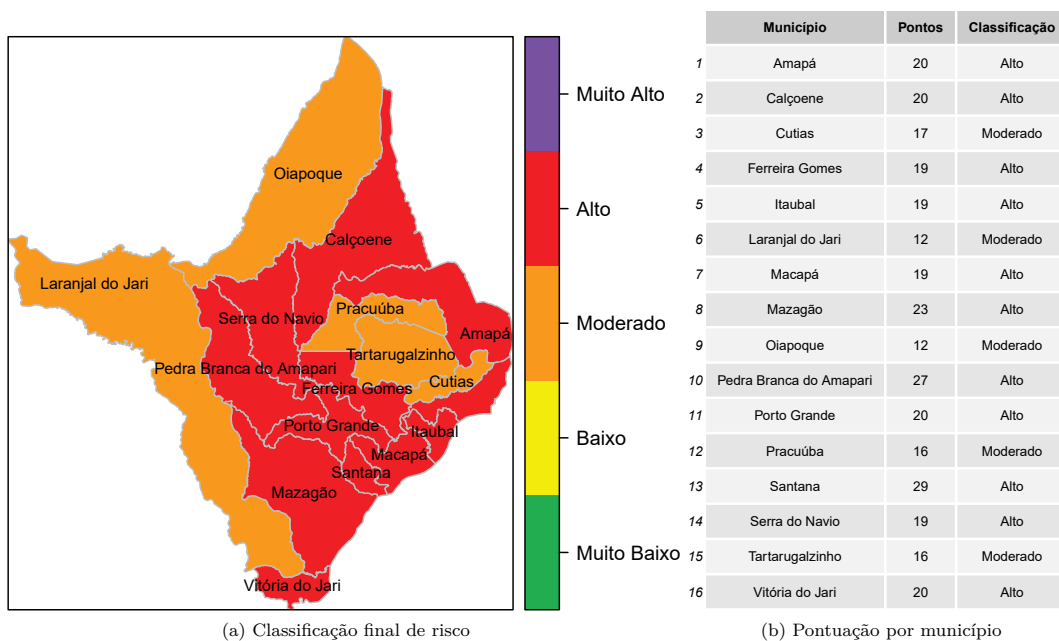 Oiapoque
Calçoene
Laranjal do Jari
Pracuúba
Serra do Navio
Amapá
Tartarugalzinho
Pedra Branca do Amapari
Cutias
Ferreira Gomes
Porto Grande
Itaubal
Macapá
Santana
Mazagão
Vitória do Jari
Muito Alto
Alto
Moderado
Baixo
Muito Baixo
(a) Classificação final de risco
Município Pontos Classificação
1 Amapá 20 Alto
2 Calçoene 20 Alto
3 Cutias 17 Moderado
4 Ferreira Gomes 19 Alto
5 Itaubal 19 Alto
6 Laranjal do Jari 12 Moderado
7 Macapá 19 Alto
8 Mazagão 23 Alto
9 Oiapoque 12 Moderado
10 Pedra Branca do Amapari 27 Alto
11 Porto Grande 20 Alto
12 Pracuúba 16 Moderado
13 Santana 29 Alto
14 Serra do Navio 19 Alto
15 Tartarugalzinho 16 Moderado
16 Vitória do Jari 20 Alto
(b) Pontuação por município